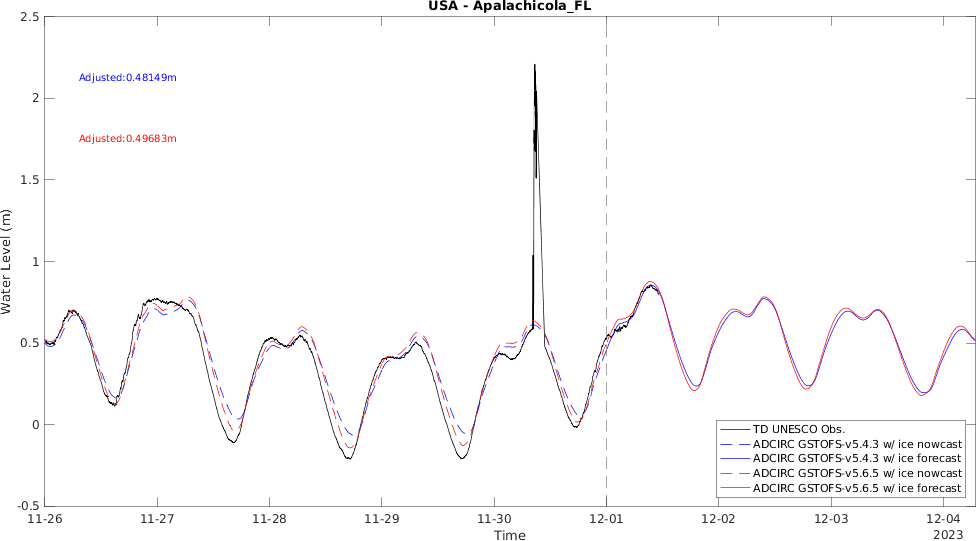 USA - Apalachicola_FL
2.5
Adjusted:0.48149m
2
Adjusted:0.49683m
1.5
Water Level (m)
1
0.5
0
-0.5
TD UNESCO Obs.
ADCIRC GSTOFS-v5.4.3 w/ ice nowcast
ADCIRC GSTOFS-v5.4.3 w/ ice forecast
ADCIRC GSTOFS-v5.6.5 w/ ice nowcast
ADCIRC GSTOFS-v5.6.5 w/ ice forecast
11-26 11-27 11-28 11-29 11-30 12-01 12-02 12-03 12-04
Time
2023